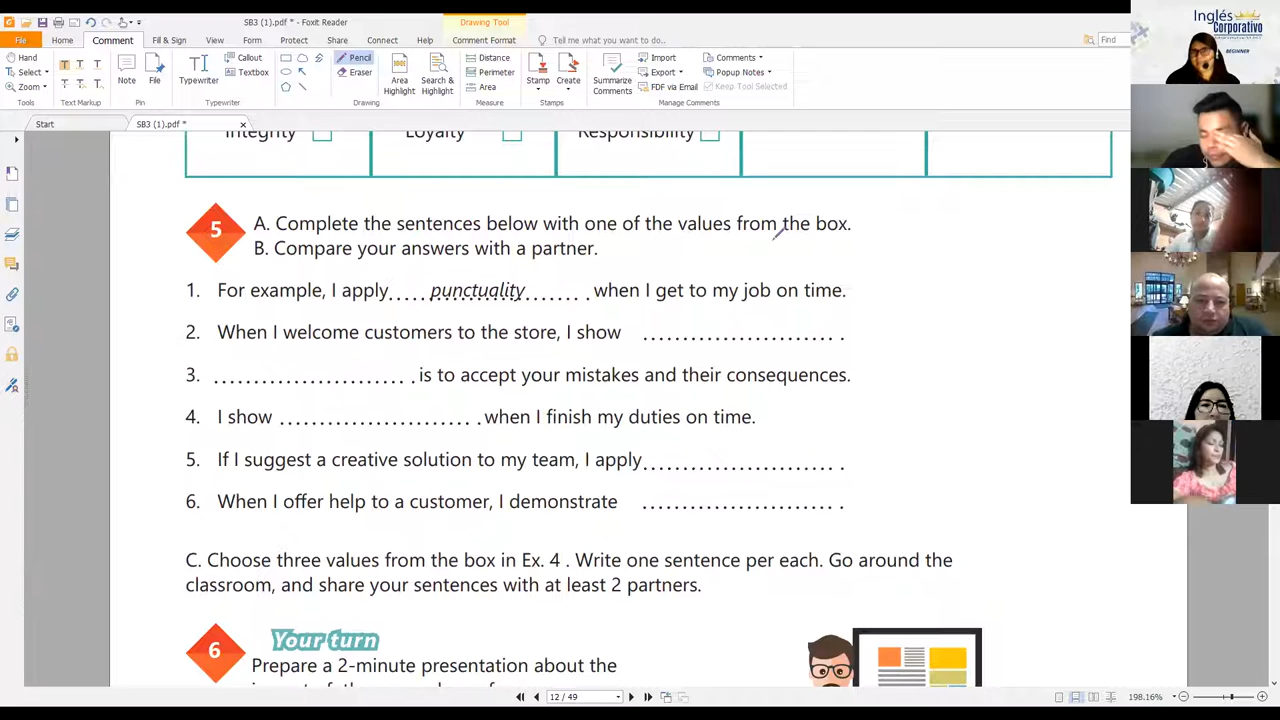 SB3 (1).pdf * - Foxit Reader
Drawing Tool
File Home Comment Fill & Sign View Form Protect Share Connect Help Comment Format Tell me what you want to do... Find
Hand
Select
Zoom
Tools
Text Markup
Note
File
Pin
Typewriter
Callout
Textbox
Typewriter
Pencil
Eraser
Drawing
Area Highlight
Search & Highlight
Distance
Perimeter
Area
Measure
Stamp
Create
Stamps
Summarize Comments
Import
Export
FDF via Email
Comments
Popup Notes
Keep Tool Selected
Manage Comments
Start SB3 (1).pdf *
Integrity Loyalty Responsibility
5
A. Complete the sentences below with one of the values from the box.
B. Compare your answers with a partner.
1. For example, I apply.....punctuality....... .when I get to my job on time.
2. When I welcome customers to the store, I show ........................ .
3. ........................ .is to accept your mistakes and their consequences.
4. I show ........................ .when I finish my duties on time.
5. If I suggest a creative solution to my team, I apply........................ .
6. When I offer help to a customer, I demonstrate ........................ .
C. Choose three values from the box in Ex. 4 . Write one sentence per each. Go around the
classroom, and share your sentences with at least 2 partners.
6
Your turn
Prepare a 2-minute presentation about the
12 / 49
198.16%
Inglés
Corporativo
BEGINNER